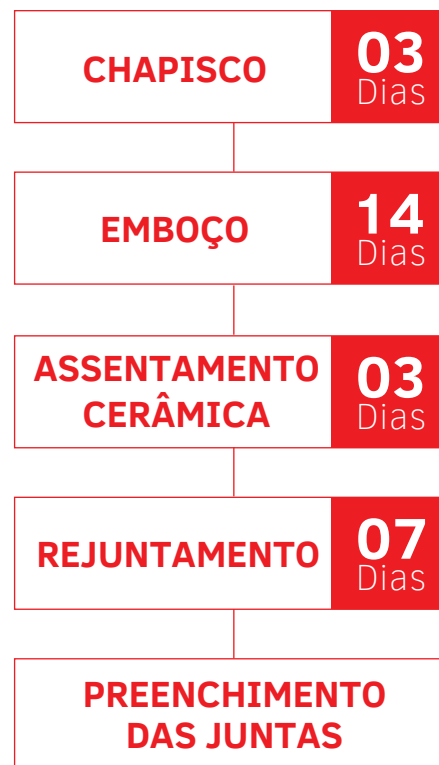 CHAPISCO
03
Dias
EMBOÇO
14
Dias
ASSENTAMENTO
CERÂMICA
03
Dias
REJUNTAMENTO
07
Dias
PREENCHIMENTO
DAS JUNTAS